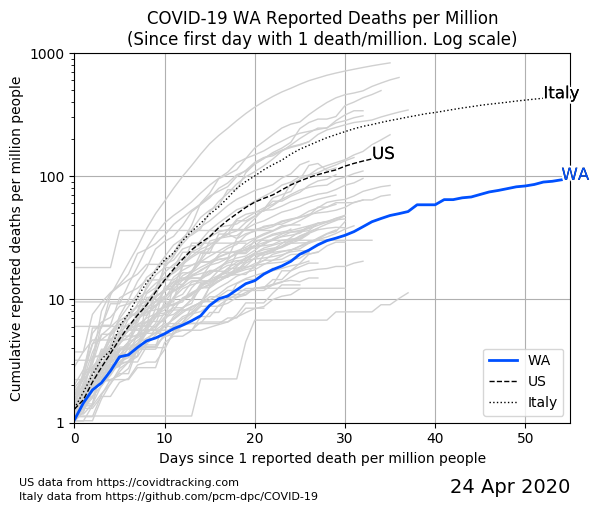 COVID-19 WA Reported Deaths per Million
(Since first day with 1 death/million. Log scale)
Cumulative reported deaths per million people
1000
100
10
1
Italy
US
WA
WA
US
Italy
0 10 20 30 40 50
Days since 1 reported death per million people
US data from https://covidtracking.com
Italy data from https://github.com/pcm-dpc/COVID-19
24 Apr 2020